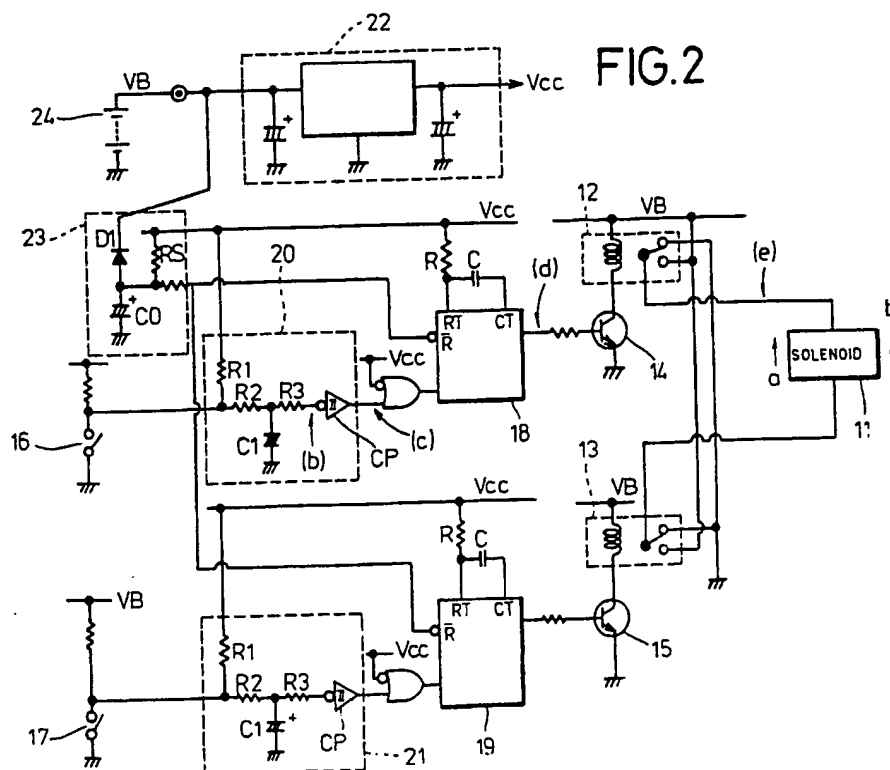 22
FIG.2
VB
Vcc
24
12
VB
23
D1
RS
20
Vcc
R
C
(d)
(e)
C0
RT
CT
R̅
b
Vcc
14
SOLENOID
a
R1
R2
R3
18
11
16
C1
(b)
CP
(c)
13
Vcc
VB
R
C
VB
RT
CT
R̅
R1
Vcc
15
R2
R3
17
C1
CP
19
21